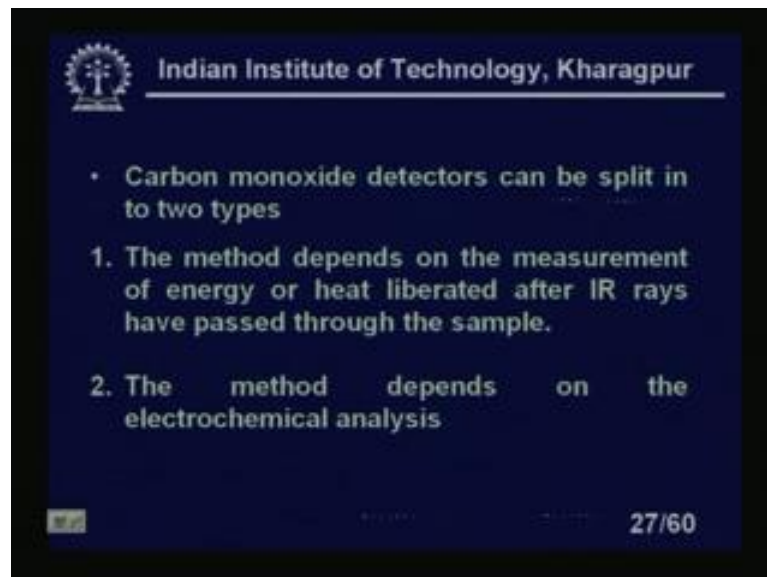 Indian Institute of Technology, Kharagpur
· Carbon monoxide detectors can be split in
to two types
1. The method depends on the measurement
of energy or heat liberated after IR rays
have passed through the sample.
2. The method depends on the
electrochemical analysis
27/60